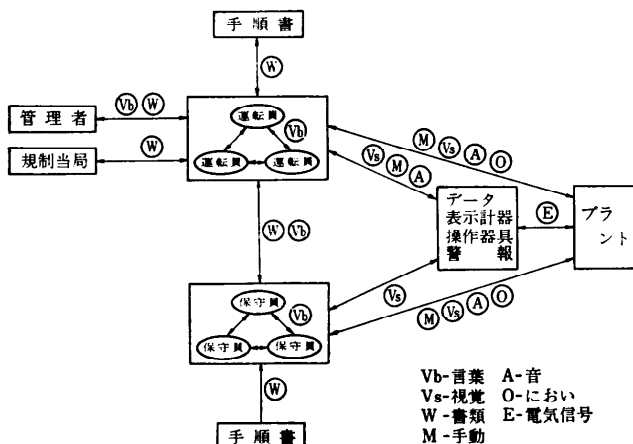 手順書
W
Vb W
管理者
規制当局
W
運転員
Vb
運転員 運転員
M Vs A O
Vs M A
データ
表示計器
操作器具
警報
E
プラ
ント
W Vb
保守員
Vb
保守員 保守員
Vs
M Vs A O
W
手順書
Vb-言葉 A-音
Vs-視覚 O-におい
W-書類 E-電気信号
M-手動